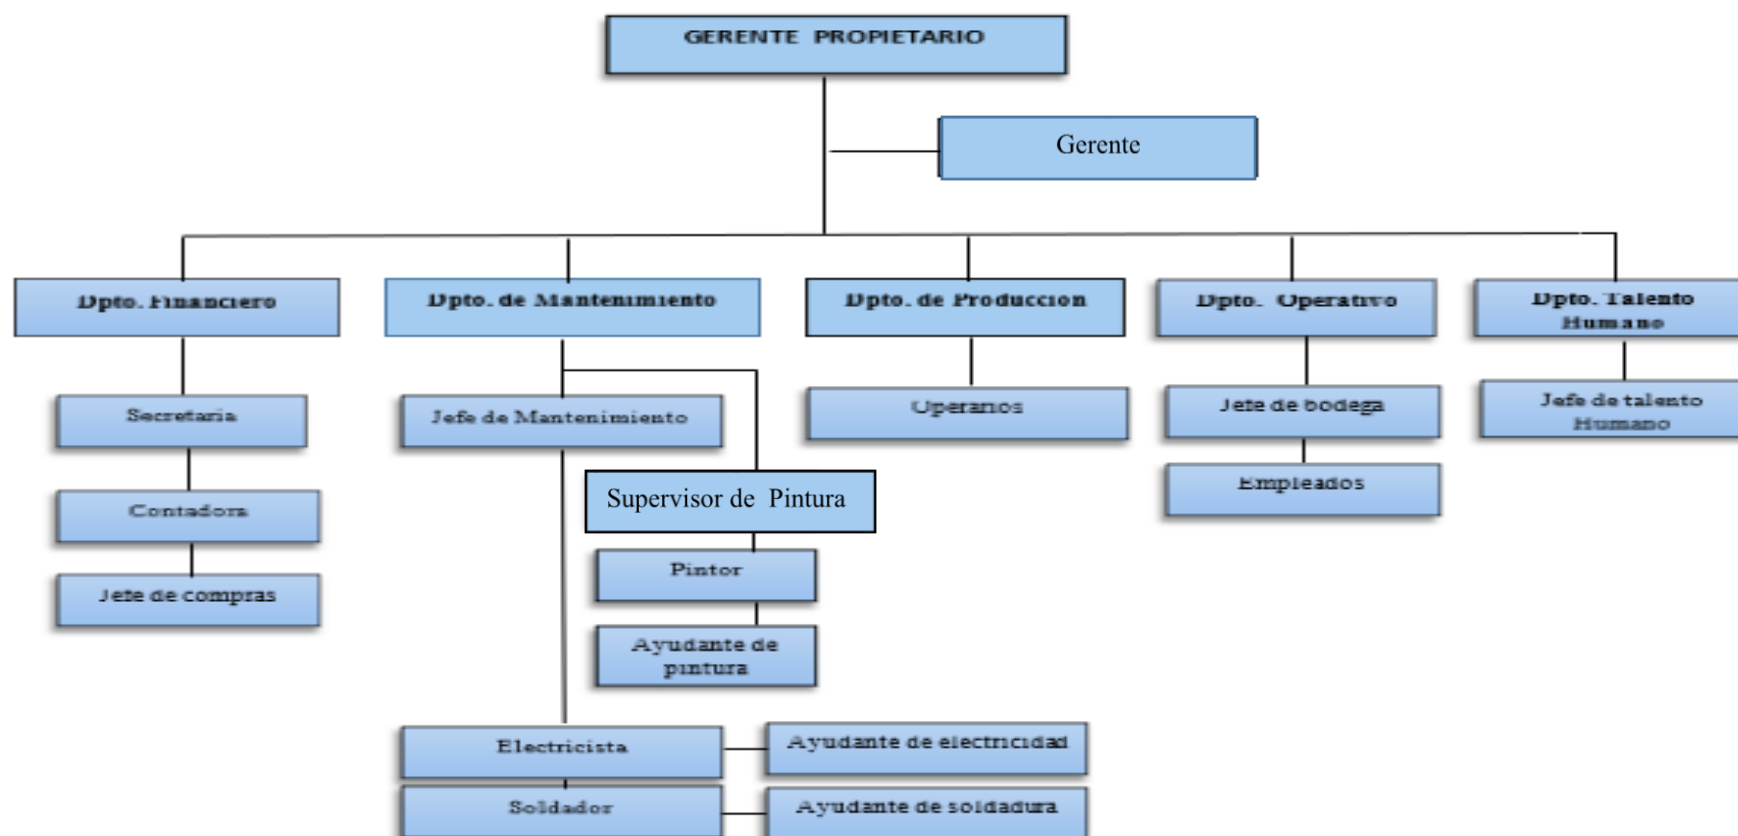 GERENTE PROPIETARIO
Gerente
Dpto. Financiero
Dpto. de Mantenimiento
Dpto. de Producción
Dpto. Operativo
Dpto. Talento
Humano
Secretaria
Jefe de Mantenimiento
Operarios
Jefe de bodega
Jefe de talento
Humano
Contadora
Supervisor de Pintura
Empleados
Jefe de compras
Pintor
Ayudante de
pintura
Electricista
Ayudante de electricidad
Soldador
Ayudante de soldadura